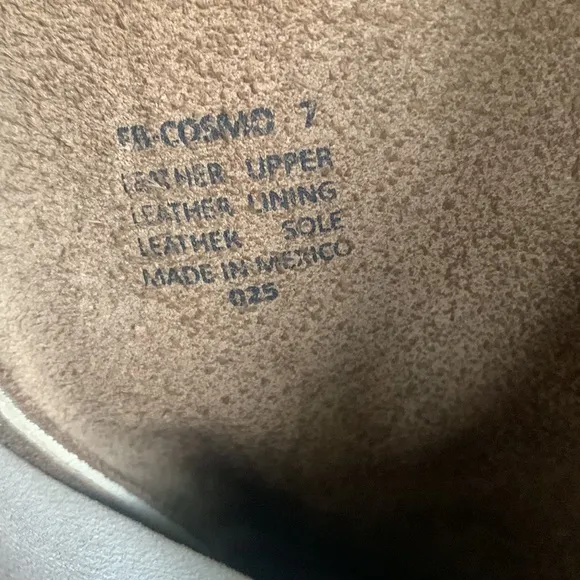 FB-COSMO 7
LEATHER UPPER
LEATHER LINING
LEATHER SOLE
MADE IN MEXICO
025